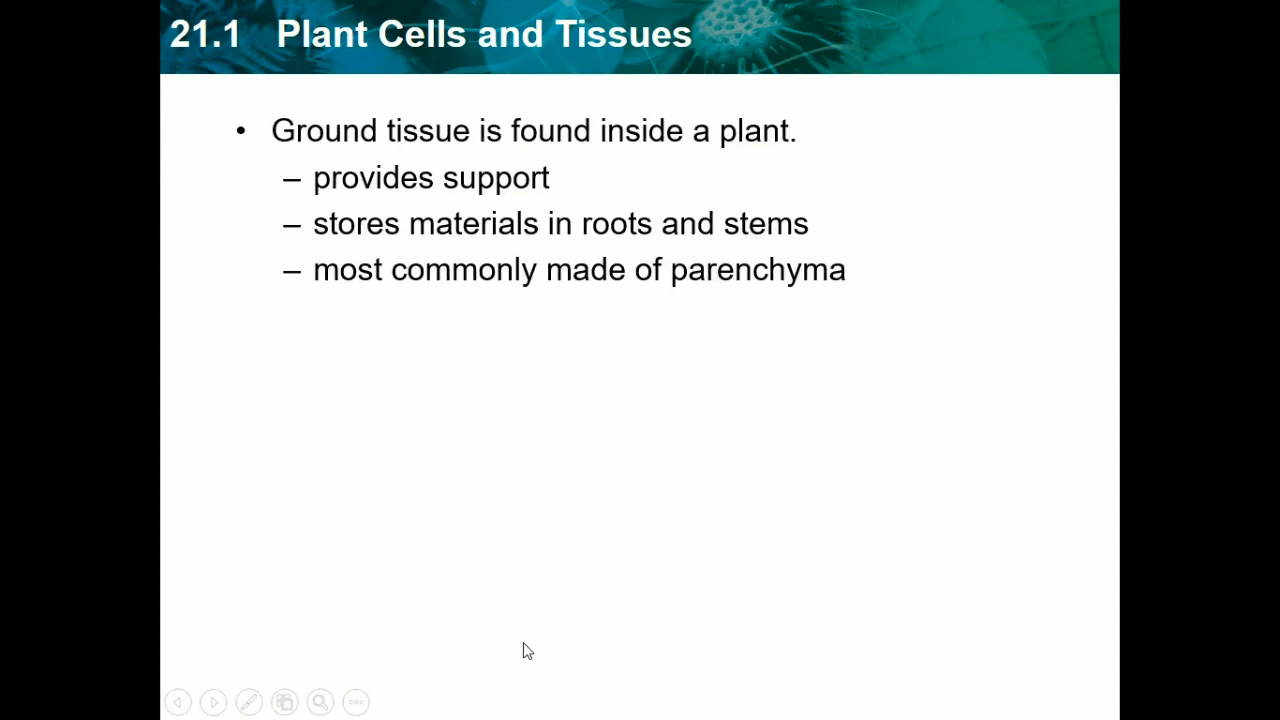 21.1 Plant Cells and Tissues
• Ground tissue is found inside a plant.
– provides support
– stores materials in roots and stems
– most commonly made of parenchyma